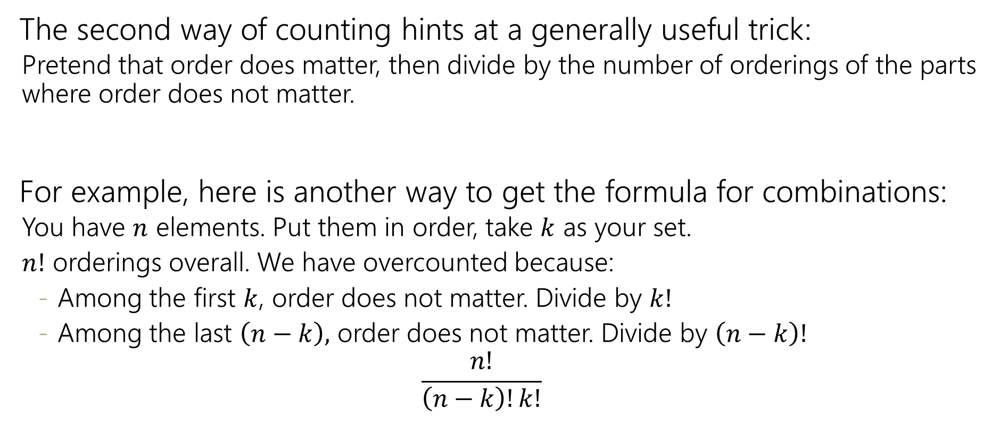 The second way of counting hints at a generally useful trick:
Pretend that order does matter, then divide by the number of orderings of the parts
where order does not matter.
For example, here is another way to get the formula for combinations:
You have 𝑛 elements. Put them in order, take 𝑘 as your set.
𝑛! orderings overall. We have overcounted because:
- Among the first 𝑘, order does not matter. Divide by 𝑘!
- Among the last (𝑛 − 𝑘), order does not matter. Divide by (𝑛 − 𝑘)!
𝑛!
(𝑛 − 𝑘)! 𝑘!